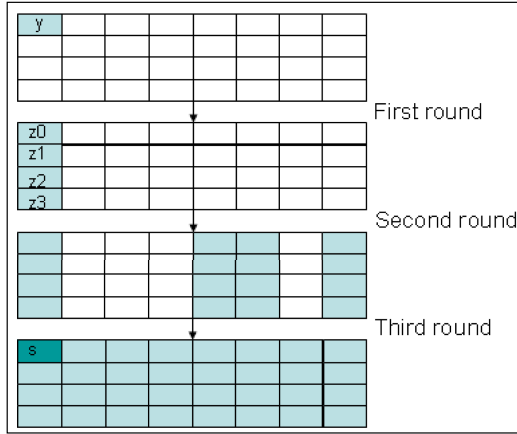 y
First round
z0
z1
z2
z3
Second round
Third round
s